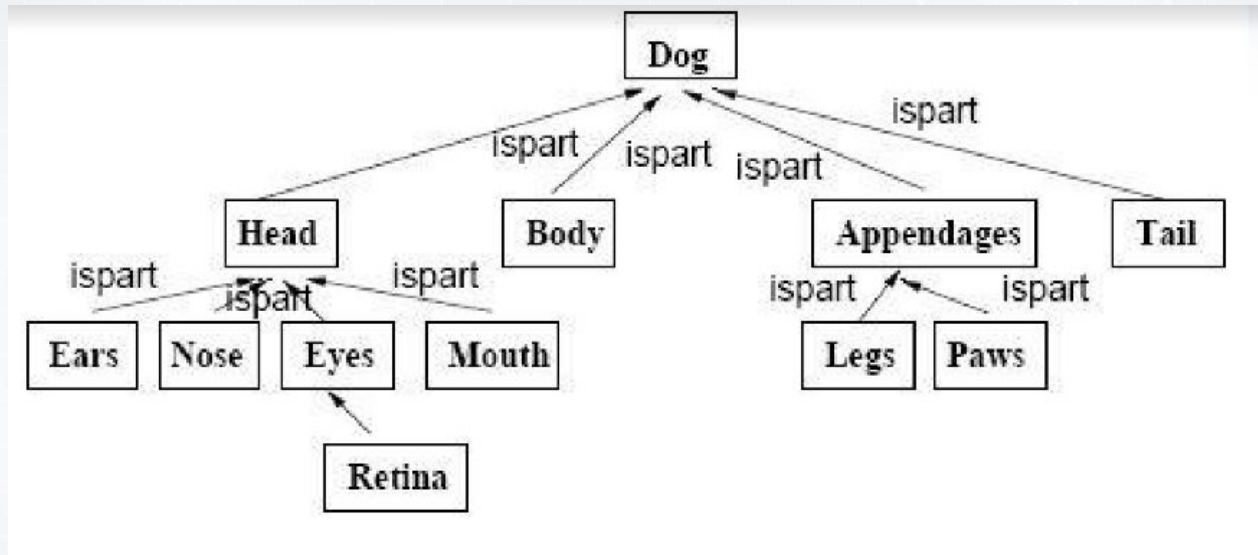 Dog
ispart
ispart
ispart
ispart
Head
Body
Appendages
Tail
ispart
ispart
ispart
ispart
ispart
Ears
Nose
Eyes
Mouth
Legs
Paws
Retina